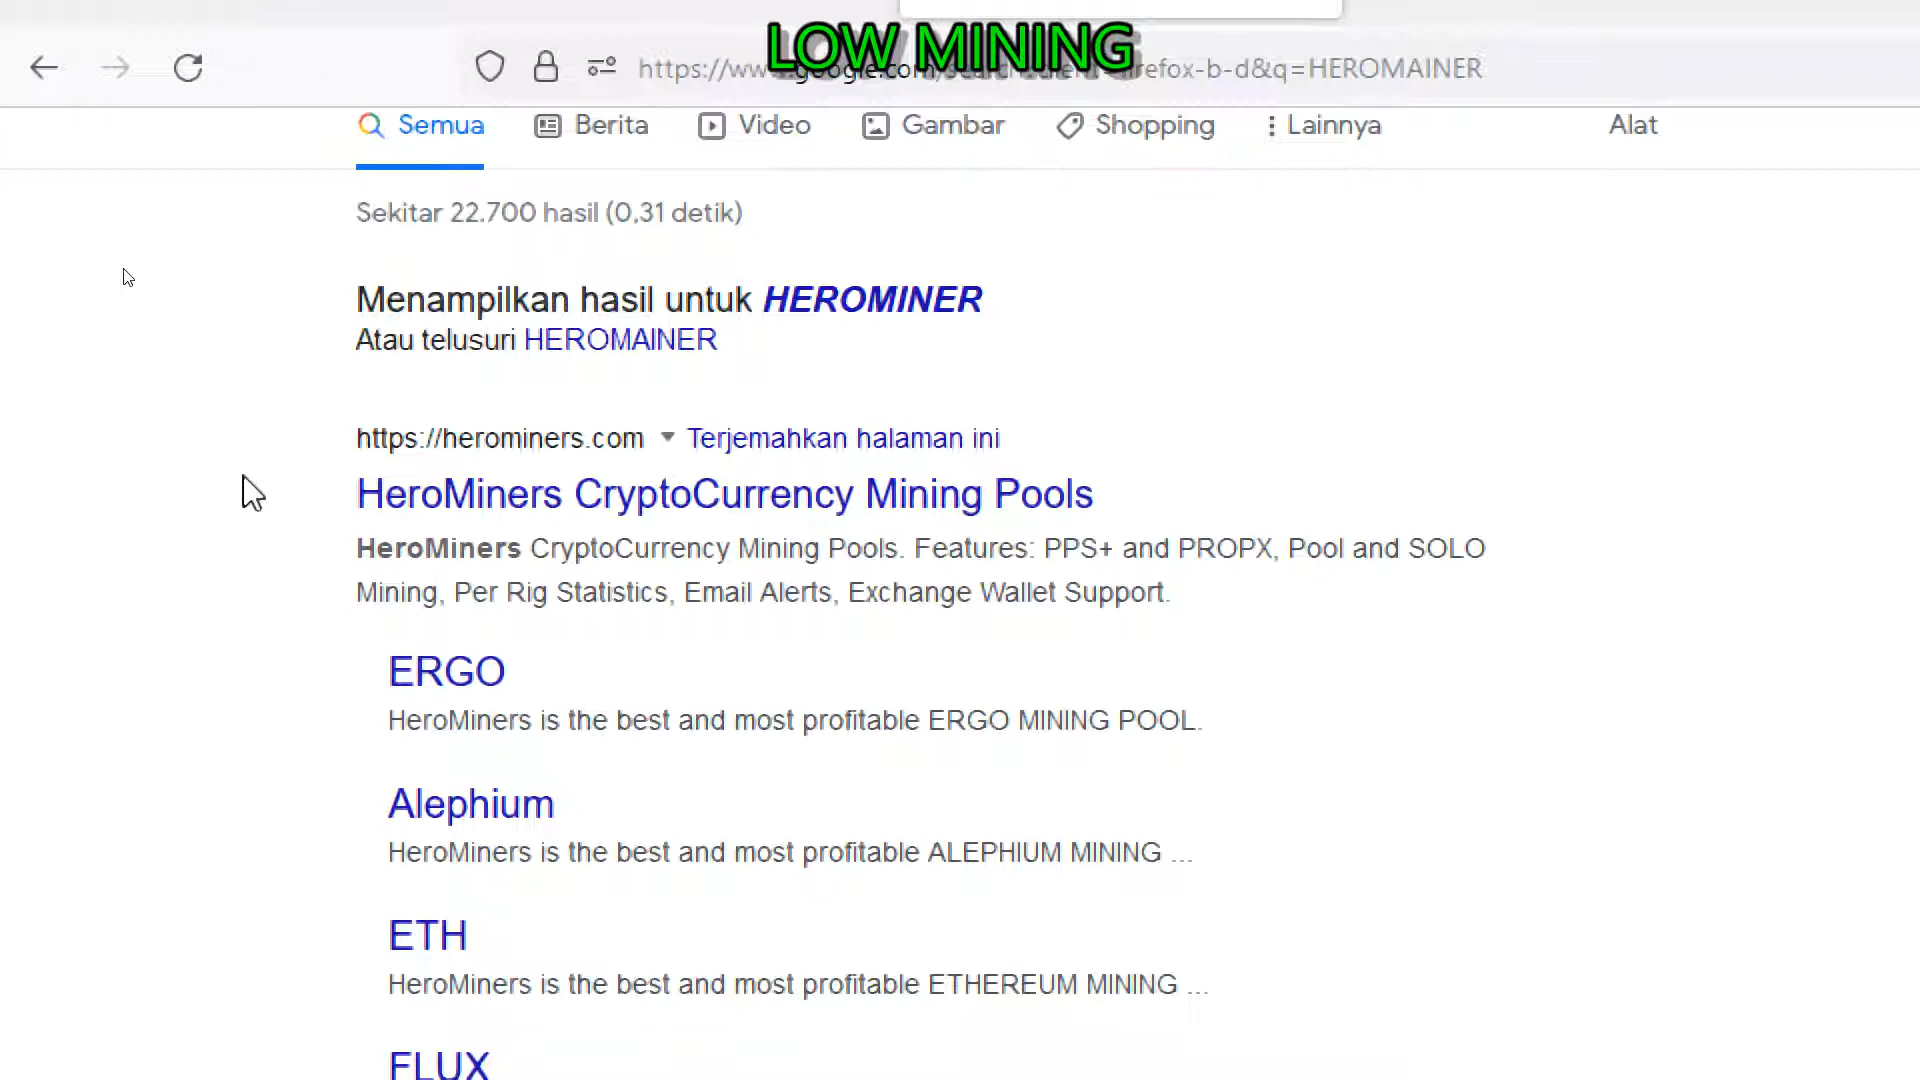 LOW MINING
https://www.google.com/search?client=firefox-b-d&q=HEROMAINER
Semua
Berita
Video
Gambar
Shopping
Lainnya
Alat
Sekitar 22.700 hasil (0,31 detik)
Menampilkan hasil untuk HEROMINER
Atau telusuri HEROMAINER
https://herominers.com Terjemahkan halaman ini
HeroMiners CryptoCurrency Mining Pools
HeroMiners CryptoCurrency Mining Pools. Features: PPS+ and PROPX, Pool and SOLO
Mining, Per Rig Statistics, Email Alerts, Exchange Wallet Support.
ERGO
HeroMiners is the best and most profitable ERGO MINING POOL.
Alephium
HeroMiners is the best and most profitable ALEPHIUM MINING ...
ETH
HeroMiners is the best and most profitable ETHEREUM MINING ...
FLUX